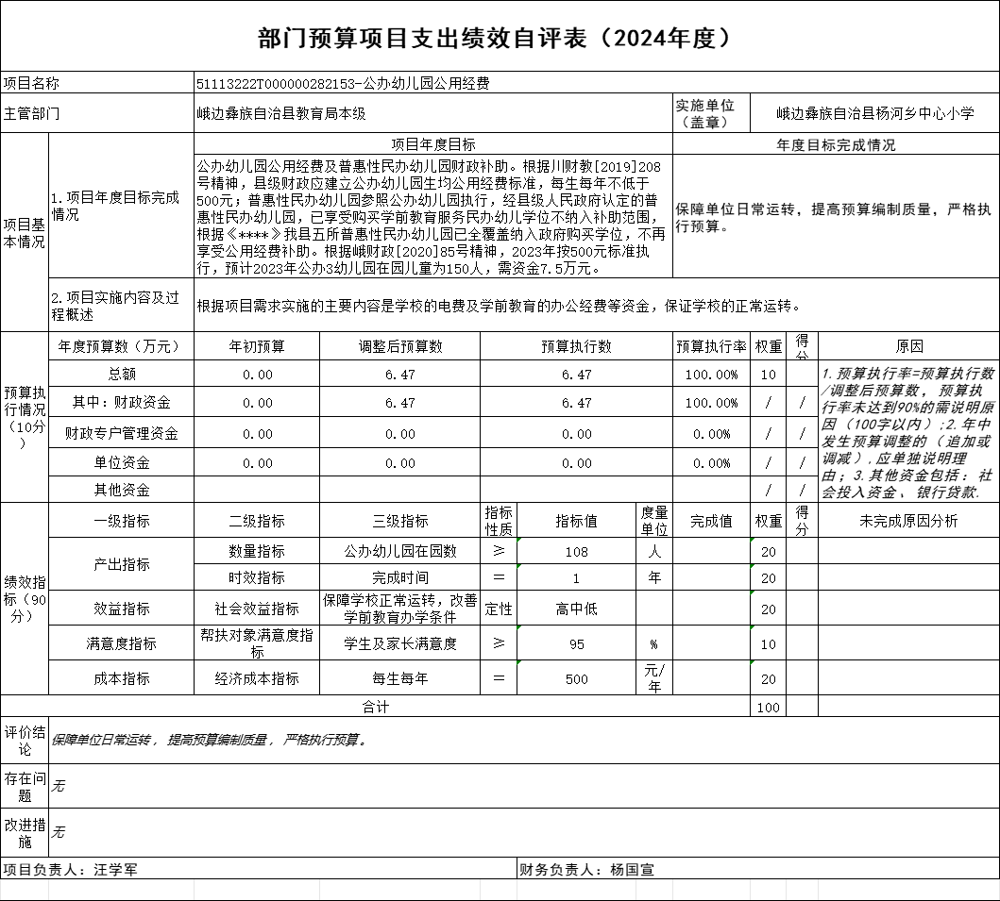 部门预算项目支出绩效自评表（2024年度）
项目名称 51113222T000000282153-公办幼儿园公用经费
主管部门 峨边彝族自治县教育局本级 实施单位（盖章） 峨边彝族自治县杨河乡中心小学
项目基本情况
1.项目年度目标完成情况
项目年度目标 年度目标完成情况
公办幼儿园公用经费及普惠性民办幼儿园财政补助。根据川财教[2019]208
号精神，县级财政应建立公办幼儿园生均公用经费标准，每生每年不低于
500元；普惠性民办幼儿园参照公办幼儿园执行，经县级人民政府认定的普
惠性民办幼儿园，已享受购买学前教育服务民办幼儿学位不纳入补助范围，
根据《****》我县五所普惠性民办幼儿园已全覆盖纳入政府购买学位，不再
享受公用经费补助。根据峨财政[2020]85号精神，2023年按500元标准执
行，预计2023年公办3幼儿园在园儿童为150人，需资金7.5万元。
保障单位日常运转，提高预算编制质量，严格执
行预算。
2.项目实施内容及过程概述
根据项目需求实施的主要内容是学校的电费及学前教育的办公经费等资金，保证学校的正常运转。
预算执行情况（10分）
年度预算数（万元） 年初预算 调整后预算数 预算执行数 预算执行率 权重 得分 原因
总额 0.00 6.47 6.47 100.00% 10
其中：财政资金 0.00 6.47 6.47 100.00% / /
财政专户管理资金 0.00 0.00 0.00 0.00% / /
单位资金 0.00 0.00 0.00 0.00% / /
其他资金 / /
1.预算执行率=预算执行数
/调整后预算数，预算执
行率未达到90%的需说明原
因（100字以内）;2.年中
发生预算调整的（追加或
调减）,应单独说明理
由；3.其他资金包括：社
会投入资金、银行贷款.
绩效指标（90分）
一级指标 二级指标 三级指标 指标性质 指标值 度量单位 完成值 权重 得分 未完成原因分析
产出指标 数量指标 公办幼儿园在园数 ≥ 108 人 20
时效指标 完成时间 ＝ 1 年 20
效益指标 社会效益指标 保障学校正常运转，改善学前教育办学条件 定性 高中低 20
满意度指标 帮扶对象满意度指标 学生及家长满意度 ≥ 95 % 10
成本指标 经济成本指标 每生每年 ＝ 500 元/年 20
合计 100
评价结论 保障单位日常运转，提高预算编制质量，严格执行预算。
存在问题 无
改进措施 无
项目负责人：汪学军 财务负责人：杨国宣